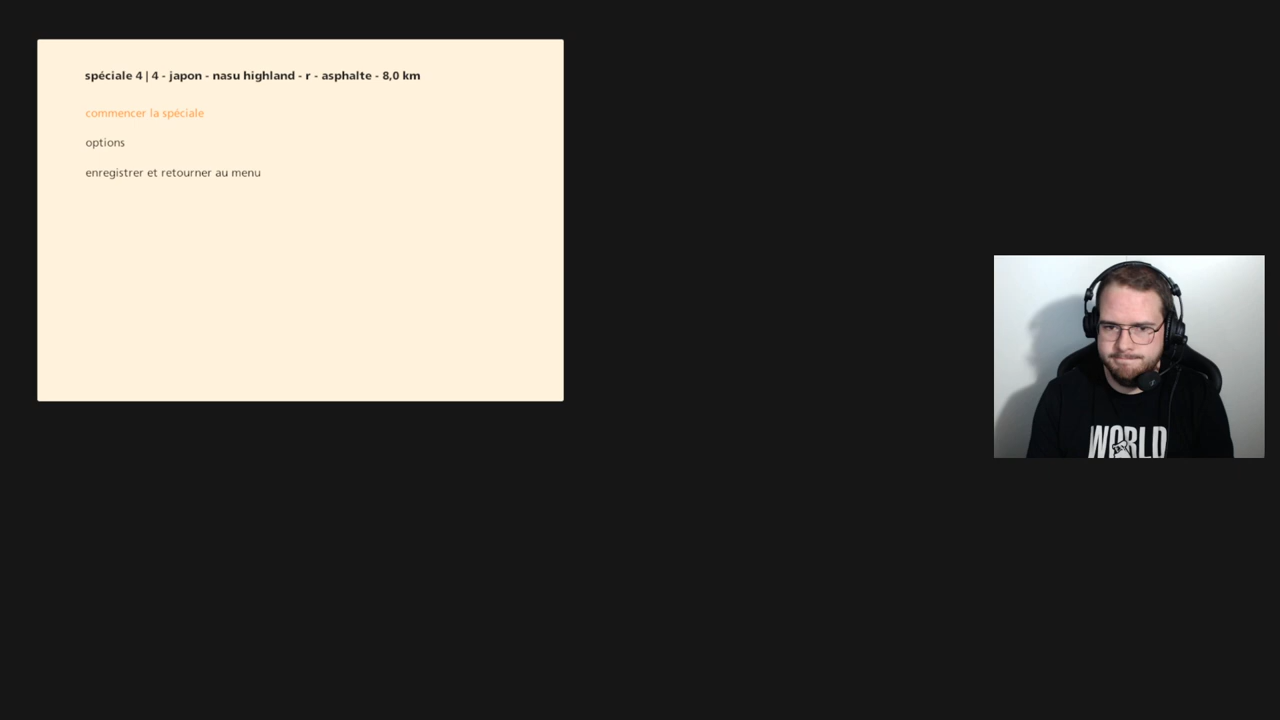 spéciale 4 | 4 - japon - nasu highland - r - asphalte - 8,0 km
commencer la spéciale
options
enregistrer et retourner au menu
WORLD